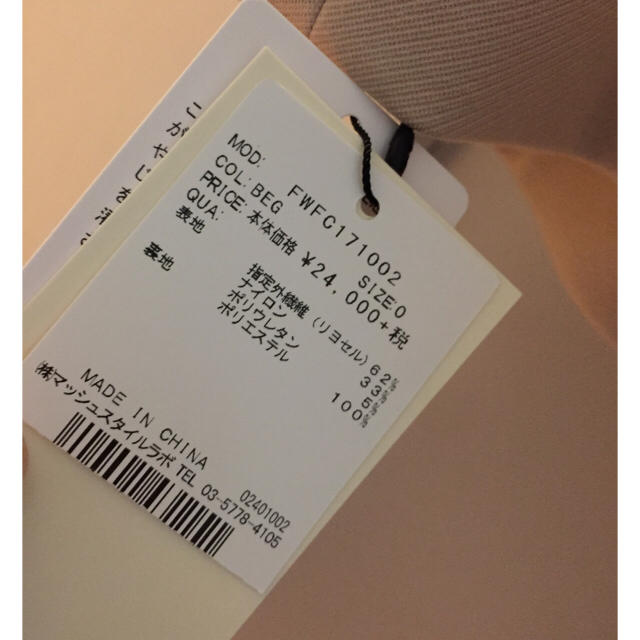 MOD: FWFC171002
COL:BEG SIZE:0
PRICE:本体価格 ¥24,000+税
QUA:
表地 指定外繊維(リヨセル)62%
ナイロン 33%
ポリウレタン 5%
裏地 ポリエステル 100%
MADE IN CHINA
㈱マッシュスタイルラボ TEL 03-5778-4105
02401002